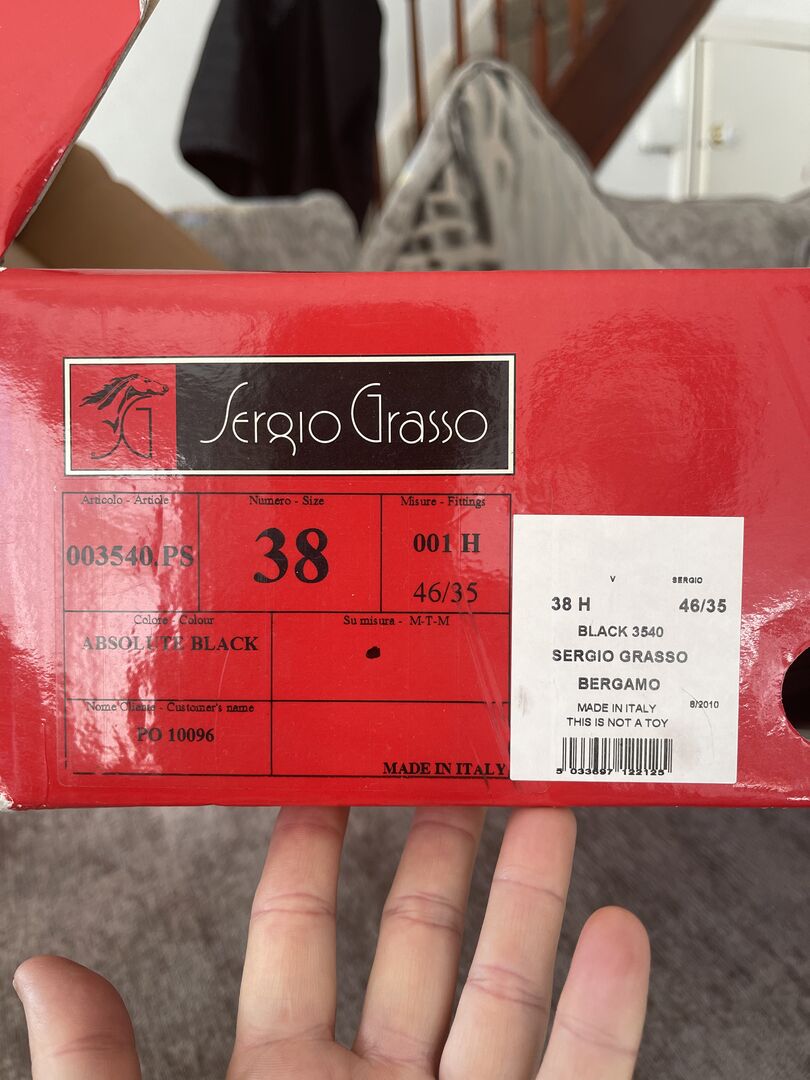 SG
Sergio Grasso
Articolo - Article
Numero - Size
Misure - Fittings
003540.PS
38
001 H
46/35
Colore - Colour
Su misura - M-T-M
ABSOLUTE BLACK
Nome Cliente - Customer's name
PO 10096
MADE IN ITALY
V SERGIO
38 H 46/35
BLACK 3540
SERGIO GRASSO
BERGAMO
MADE IN ITALY 8/2010
THIS IS NOT A TOY
5 033697 122125